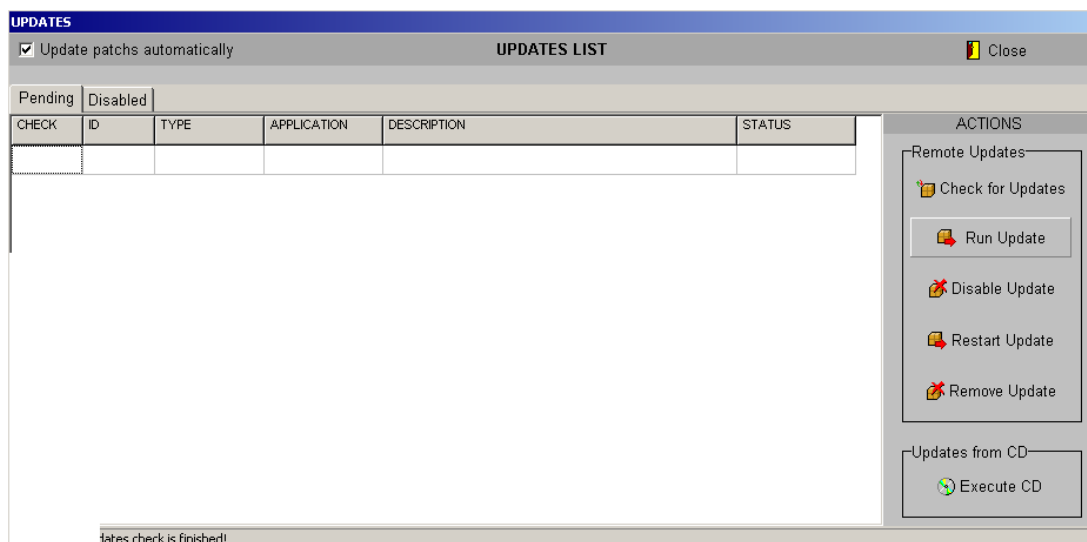 UPDATES
Update patchs automatically
UPDATES LIST
Close
Pending
Disabled
CHECK ID TYPE APPLICATION DESCRIPTION STATUS
ACTIONS
Remote Updates
Check for Updates
Run Update
Disable Update
Restart Update
Remove Update
Updates from CD
Execute CD
dates check is finished!